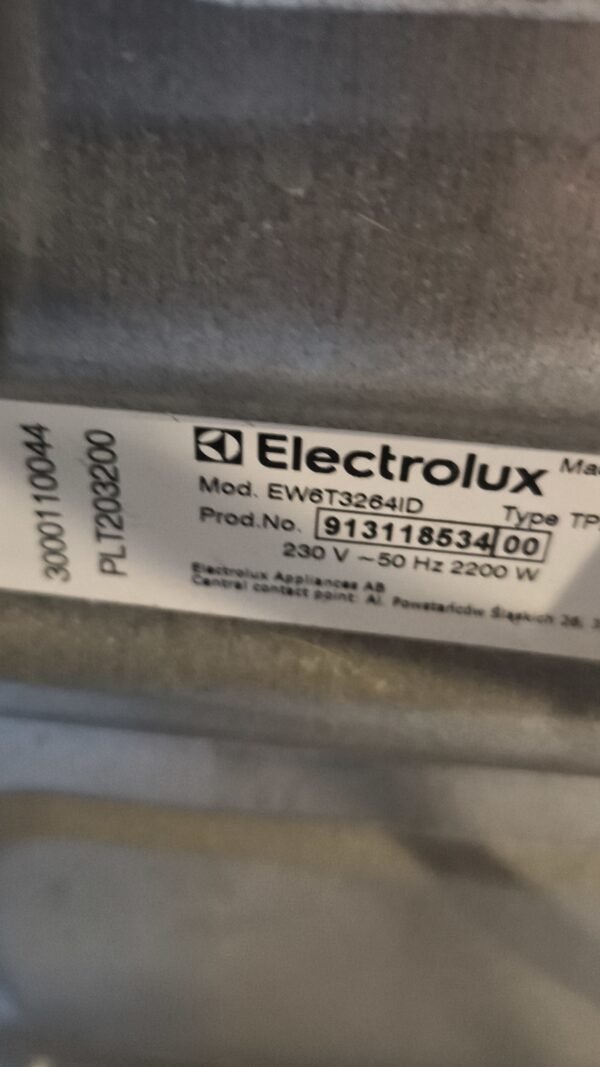 3000110044
PLT203200
Electrolux
Mod. EW6T3264ID
Type
Prod.No. 913118534 00
230 V ~50 Hz 2200 W
Electrolux Appliances AB
Central contact point: Al. Powstańców Śląskich 26,